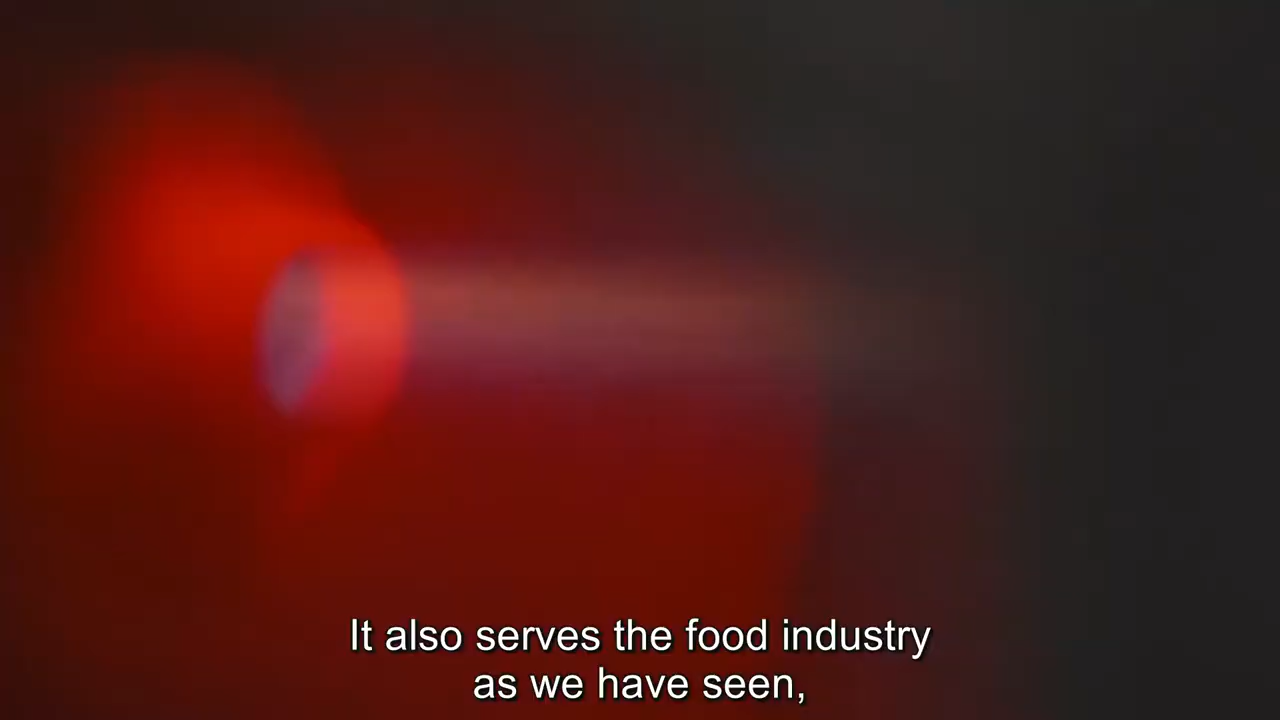 It also serves the food industry
as we have seen,